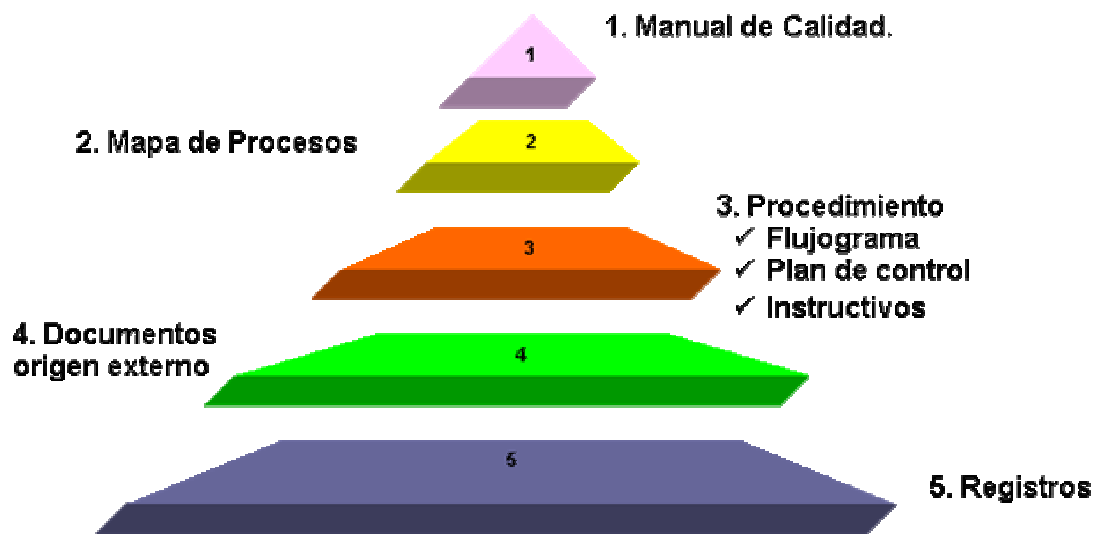 1. Manual de Calidad.
1
2. Mapa de Procesos
2
3. Procedimiento
✓ Flujograma
✓ Plan de control
✓ Instructivos
3
4. Documentos
origen externo
4
5
5. Registros